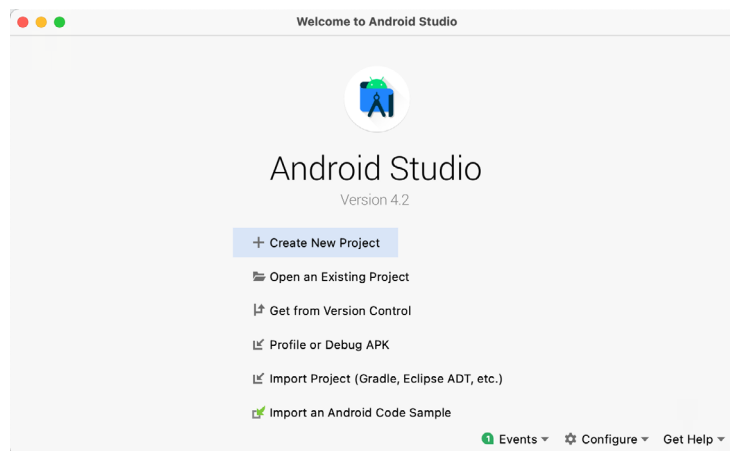 Welcome to Android Studio
Android Studio
Version 4.2
Create New Project
Open an Existing Project
Get from Version Control
Profile or Debug APK
Import Project (Gradle, Eclipse ADT, etc.)
Import an Android Code Sample
1 Events Configure Get Help